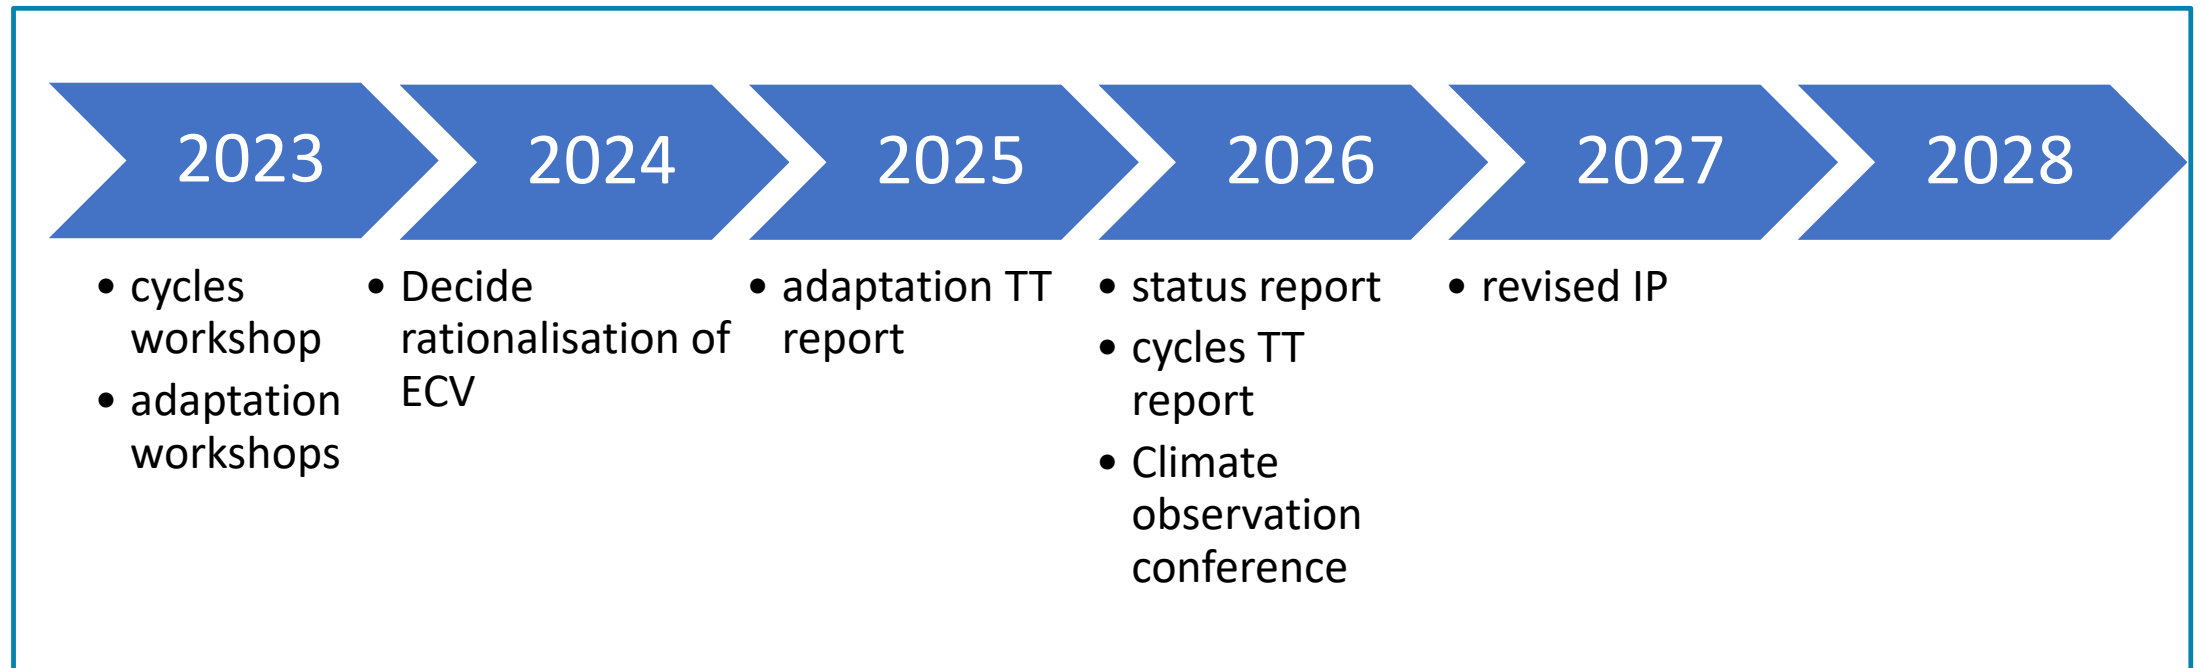 2023
2024
2025
2026
2027
2028
• cycles
workshop
• adaptation
workshops
• Decide
rationalisation of
ECV
• adaptation TT
report
• status report
• cycles TT
report
• Climate
observation
conference
• revised IP